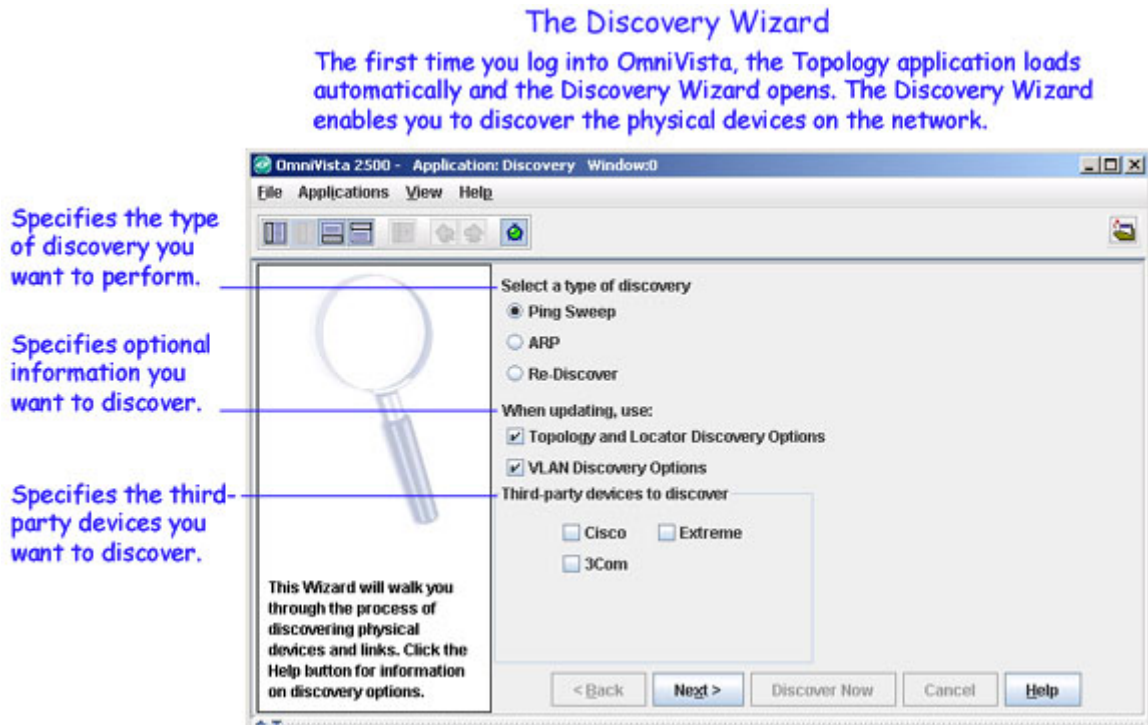 The Discovery Wizard
The first time you log into OmniVista, the Topology application loads
automatically and the Discovery Wizard opens. The Discovery Wizard
enables you to discover the physical devices on the network.
OmniVista 2500 - Application: Discovery Window:0
File Applications View Help
Specifies the type
of discovery you
want to perform.
Specifies optional
information you
want to discover.
Specifies the third-
party devices you
want to discover.
Select a type of discovery
Ping Sweep
ARP
Re-Discover
When updating, use:
Topology and Locator Discovery Options
VLAN Discovery Options
Third-party devices to discover
Cisco Extreme
3Com
This Wizard will walk you
through the process of
discovering physical
devices and links. Click the
Help button for information
on discovery options.
< Back Next > Discover Now Cancel Help